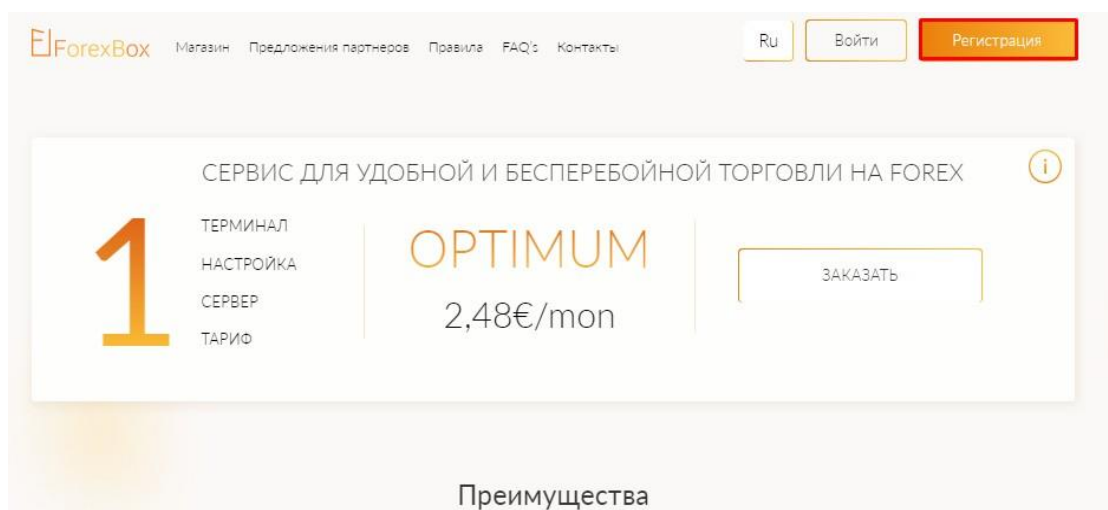 ForexBox Магазин Предложения партнеров Правила FAQ's Контакты Ru Войти Регистрация
СЕРВИС ДЛЯ УДОБНОЙ И БЕСПЕРЕБОЙНОЙ ТОРГОВЛИ НА FOREX i
1
ТЕРМИНАЛ
НАСТРОЙКА
СЕРВЕР
ТАРИФ
OPTIMUM
2,48€/mon
ЗАКАЗАТЬ
Преимущества